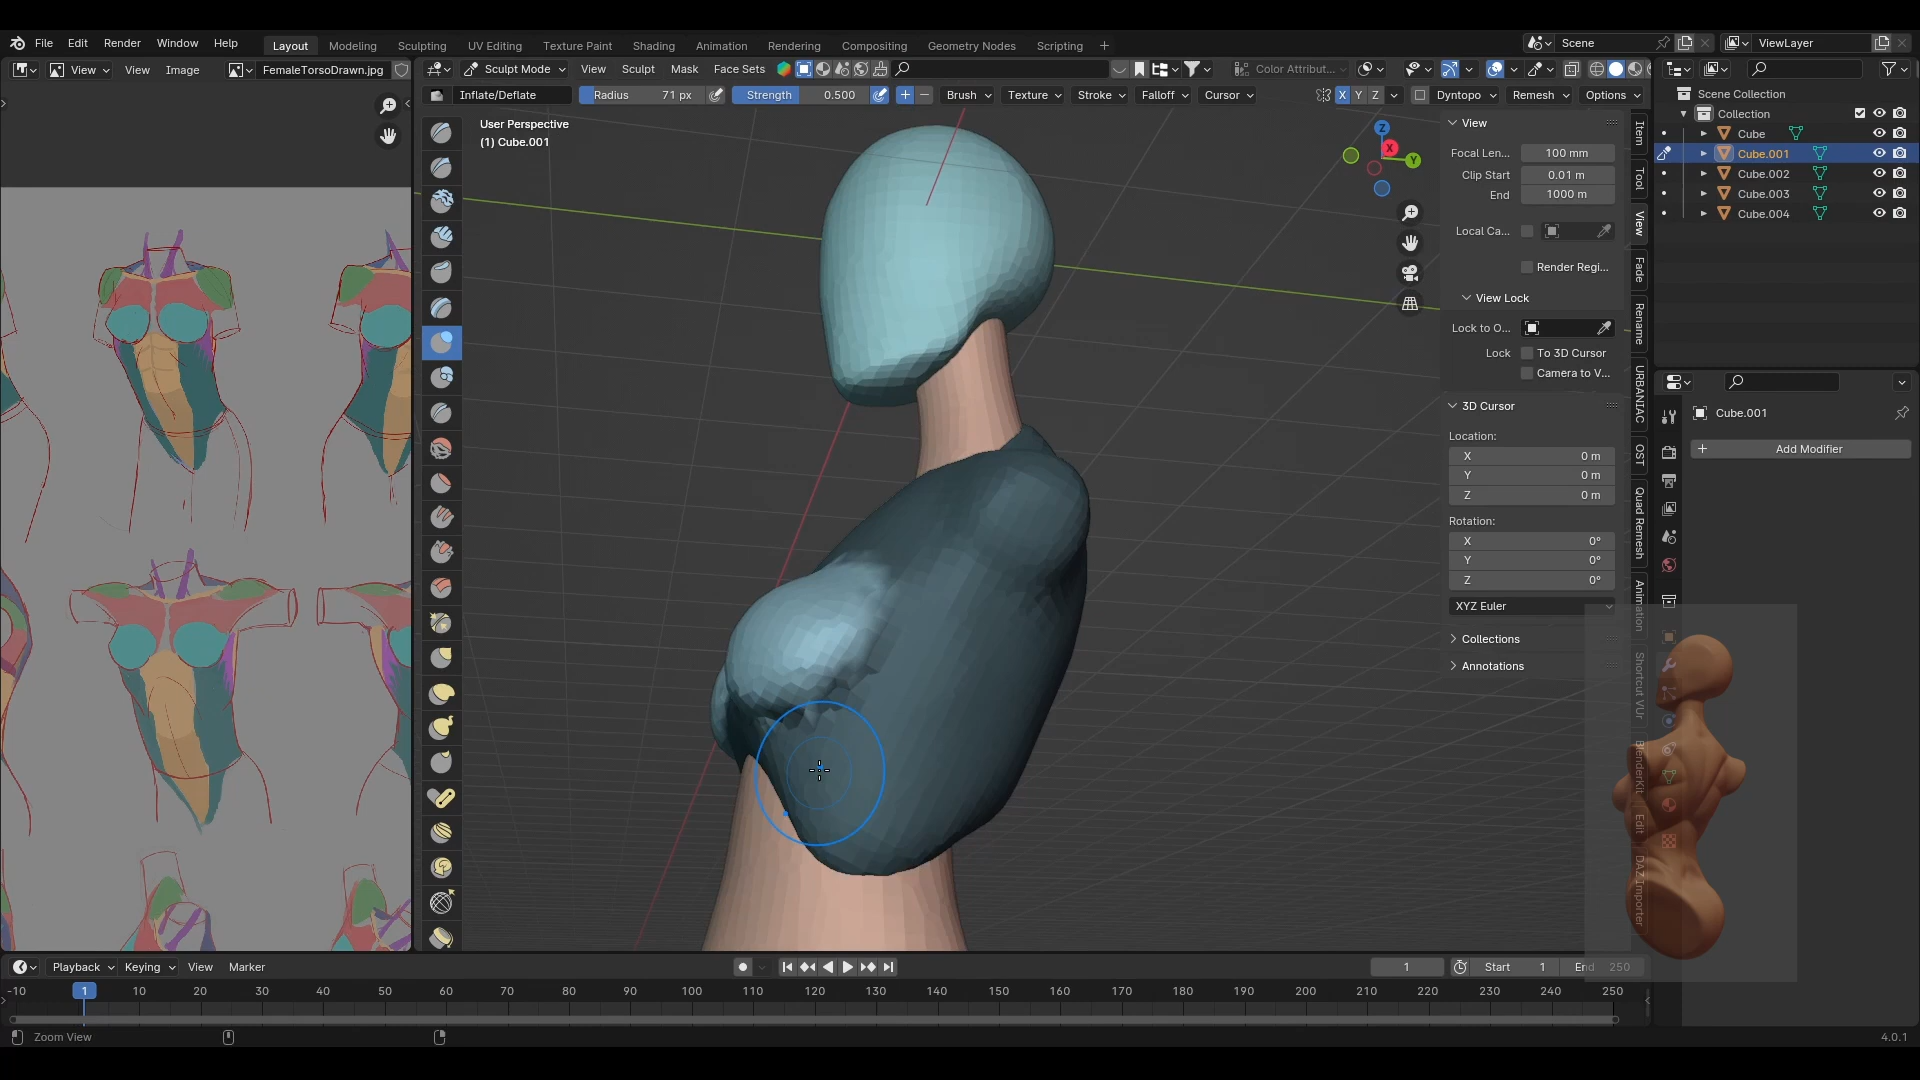 File Edit Render Window Help Layout Modeling Sculpting UV Editing Texture Paint Shading Animation Rendering Compositing Geometry Nodes Scripting + Scene ViewLayer
View View Image FemaleTorsoDrawn.jpg Sculpt Mode View Sculpt Mask Face Sets Color Attribut...
Inflate/Deflate Radius 71 px Strength 0.500 Brush Texture Stroke Falloff Cursor X Y Z Dyntopo Remesh Options
User Perspective
(1) Cube.001
Z
X
Y
View
Focal Len... 100 mm
Clip Start 0.01 m
End 1000 m
Local Ca...
Render Regi...
View Lock
Lock to O...
Lock To 3D Cursor
Camera to V...
3D Cursor
Location:
X 0 m
Y 0 m
Z 0 m
Rotation:
X 0°
Y 0°
Z 0°
XYZ Euler
Collections
Annotations
Item
Tool
View
Fade
Rename
URBANIAC
OST
Quad Remesh
Animation
Shortcut VUr
BlenderKit
Edit
DAZ Importer
Scene Collection
Collection
Cube
Cube.001
Cube.002
Cube.003
Cube.004
Cube.001
+ Add Modifier
Playback Keying View Marker 1 Start 1 End 250
-10 1 10 20 30 40 50 60 70 80 90 100 110 120 130 140 150 160 170 180 190 200 210 220 230 240 250
Zoom View 4.0.1